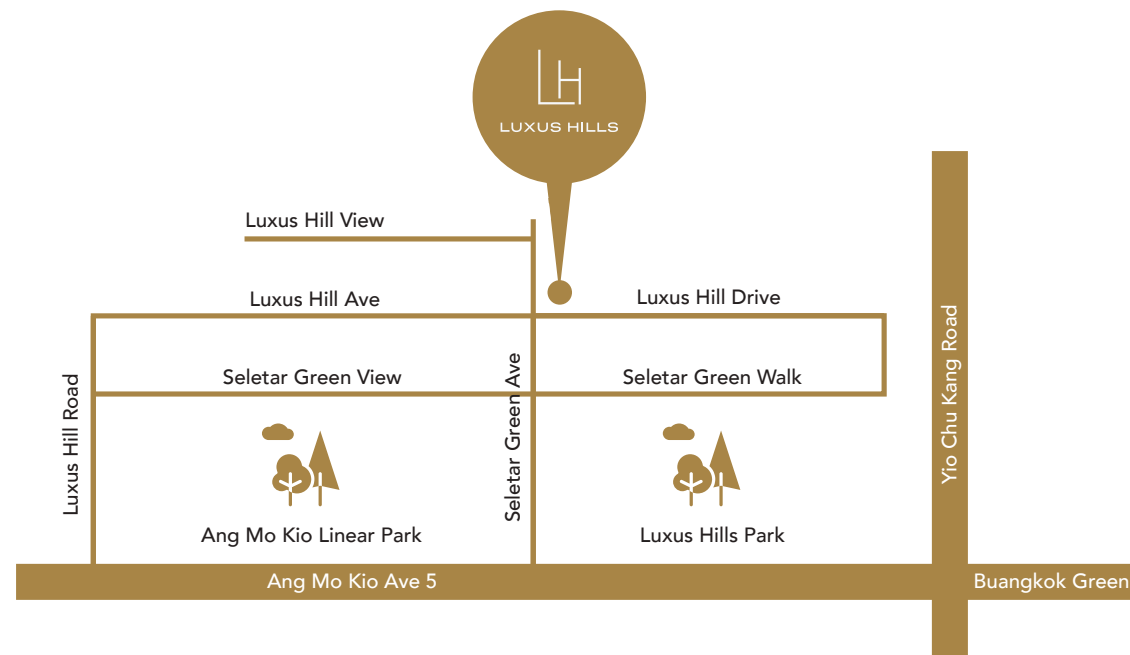 LH
LUXUS HILLS
Luxus Hill View
Luxus Hill Ave
Luxus Hill Drive
Seletar Green View
Seletar Green Walk
Luxus Hill Road
Seletar Green Ave
Yio Chu Kang Road
Ang Mo Kio Linear Park
Luxus Hills Park
Ang Mo Kio Ave 5
Buangkok Green